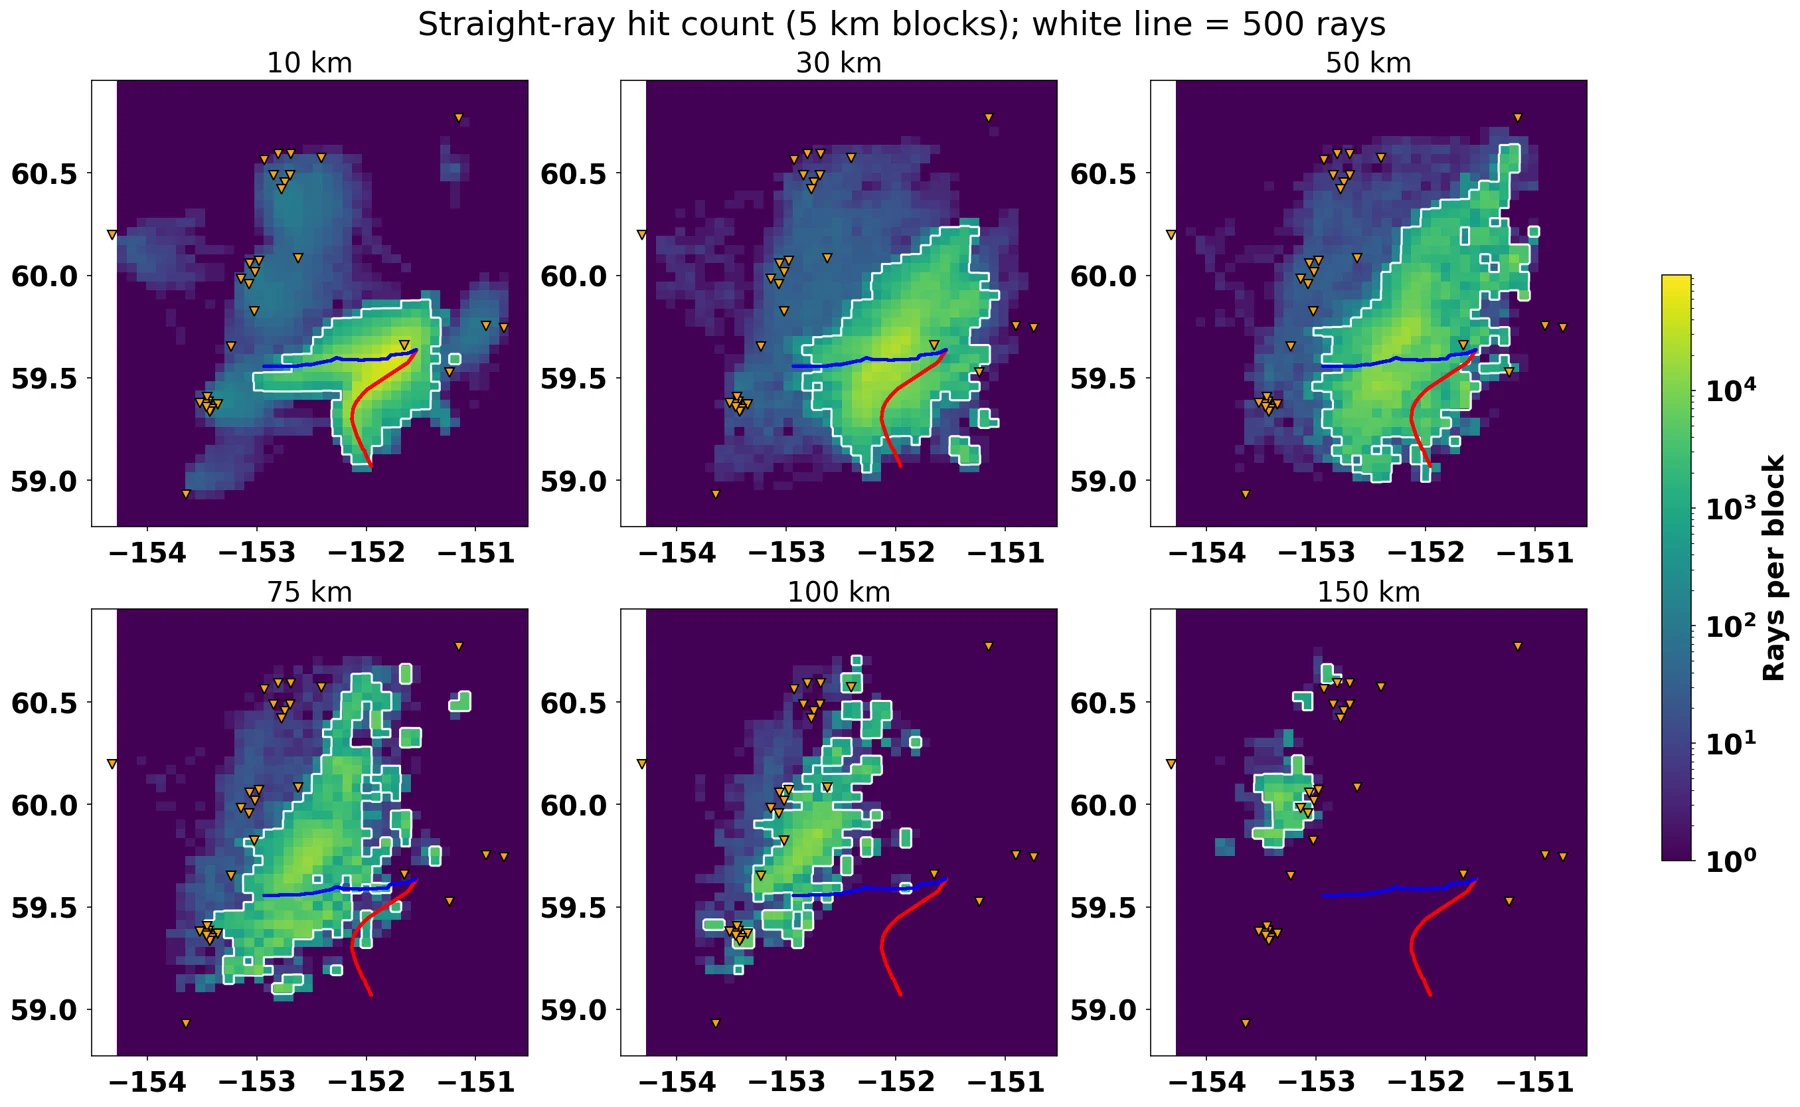 Straight-ray hit count (5 km blocks); white line = 500 rays
10 km
30 km
50 km
60.5
60.0
59.5
59.0
60.5
60.0
59.5
59.0
60.5
60.0
59.5
59.0
−154 −153 −152 −151
−154 −153 −152 −151
−154 −153 −152 −151
75 km
100 km
150 km
60.5
60.0
59.5
59.0
60.5
60.0
59.5
59.0
60.5
60.0
59.5
59.0
−154 −153 −152 −151
−154 −153 −152 −151
−154 −153 −152 −151
10⁴
10³
10²
10¹
10⁰
Rays per block